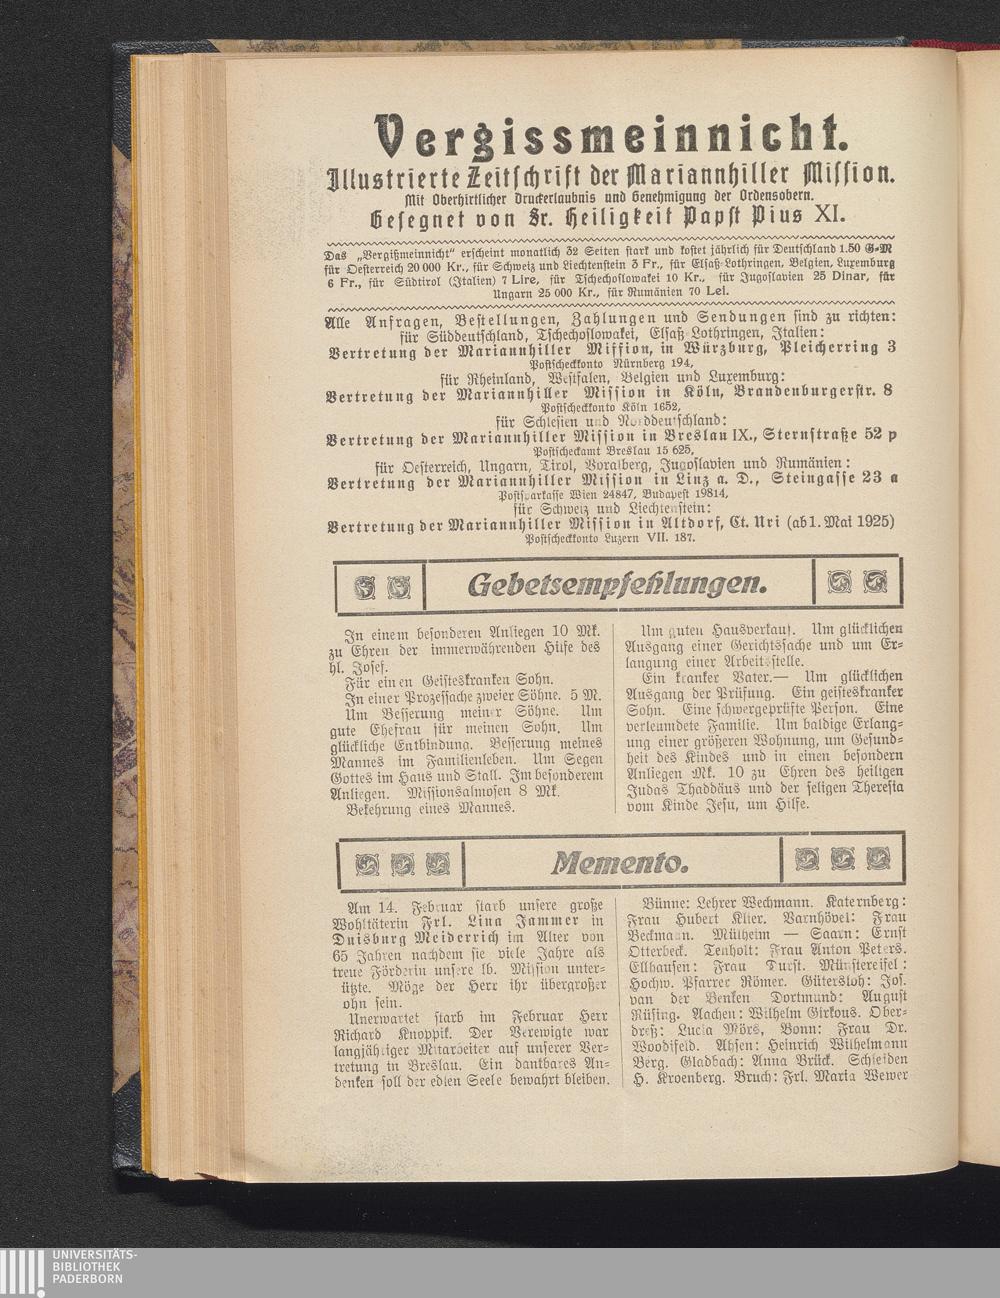 Vergissmeinnicht.
Illustrierte Zeitschrift der Mariannhiller Mission.
Mit Oberhirtlicher Druckerlaubnis und Genehmigung der Ordensobern.
Gesegnet von Sr. Heiligkeit Papst Pius XI.
Das „Vergißmeinnicht“ erscheint monatlich 32 Seiten stark und kostet jährlich für Deutschland 1.50 G-M
für Oesterreich 20 000 Kr., für Schweiz und Liechtenstein 3 Fr., für Elsaß-Lothringen, Belgien, Luxemburg
6 Fr., für Südtirol (Italien) 7 Lire, für Tschechoslowakei 10 Kr., für Jugoslavien 25 Dinar, für
Ungarn 25 000 Kr., für Rumänien 70 Lei.
Alle Anfragen, Bestellungen, Zahlungen und Sendungen sind zu richten:
für Süddeutschland, Tschechoslowakei, Elsaß-Lothringen, Italien:
Vertretung der Mariannhiller Mission, in Würzburg, Pleicherring 3
Postscheckkonto Nürnberg 194,
für Rheinland, Westfalen, Belgien und Luxemburg:
Vertretung der Mariannhiller Mission in Köln, Brandenburgerstr. 8
Postscheckkonto Köln 1652,
für Schlesien und Norddeutschland:
Vertretung der Mariannhiller Mission in Breslau IX., Sternstraße 52 p
Postscheckamt Breslau 15 625,
für Oesterreich, Ungarn, Tirol, Voralberg, Jugoslavien und Rumänien:
Vertretung der Mariannhiller Mission in Linz a. D., Steingasse 23 a
Postsparkasse Wien 24847, Budapest 19814,
für Schweiz und Liechtenstein:
Vertretung der Mariannhiller Mission in Altdorf, Ct. Uri (ab 1. Mai 1925)
Postscheckkonto Luzern VII. 187.
Gebetsempfehlungen.
In einem besonderen Anliegen 10 Mk.
zu Ehren der immerwährenden Hilfe des
hl. Josef.
Für einen Geisteskranken Sohn.
In einer Prozessache zweier Söhne. 5 M.
Um Besserung meiner Söhne. Um
gute Ehefrau für meinen Sohn. Um
glückliche Entbindung. Besserung meines
Mannes im Familienleben. Um Segen
Gottes im Haus und Stall. Im besonderem
Anliegen. Missionsalmosen 8 Mk.
Bekehrung eines Mannes.
Um guten Hausverkauf. Um glücklichen
Ausgang einer Gerichtssache und um Er-
langung einer Arbeitsstelle.
Ein kranker Vater.— Um glücklichen
Ausgang der Prüfung. Ein geisteskranker
Sohn. Eine schwergeprüfte Person. Eine
verleumdete Familie. Um baldige Erlang-
ung einer größeren Wohnung, um Gesund-
heit des Kindes und in einen besondern
Anliegen Mk. 10 zu Ehren des heiligen
Judas Thaddäus und der seligen Theresia
vom Kinde Jesu, um Hilfe.
Memento.
Am 14. Februar starb unsere große
Wohltäterin Frl. Lina Jammer in
Duisburg Meiderrich im Alter von
65 Jahren nachdem sie viele Jahre als
treue Förderin unsere lb. Mission unter-
ützte. Möge der Herr ihr übergroßer
ohn sein.
Unerwartet starb im Februar Herr
Richard Knoppik. Der Verewigte war
langjähriger Mitarbeiter auf unserer Ver-
tretung in Breslau. Ein dankbares An-
denken soll der edlen Seele bewahrt bleiben.
Bünne: Lehrer Wechmann. Katernberg:
Frau Hubert Klier. Varnhövel: Frau
Beckmann. Mülheim — Saarn: Ernst
Otterbeck. Tenholt: Frau Anton Peters.
Ellhausen: Frau Durst. Münstereifel:
Hochw. Pfarrer Römer. Gütersloh: Jos.
van der Benken Dortmund: August
Rüsing. Aachen: Wilhelm Girkous. Ober-
dreß: Lucia Mörs, Bonn: Frau Dr.
Woodifeld. Ahsen: Heinrich Wilhelmann
Berg. Gladbach: Anna Brück. Schleiden
H. Kroenberg. Bruch: Frl. Maria Wewer
UNIVERSITÄTS-
BIBLIOTHEK
PADERBORN